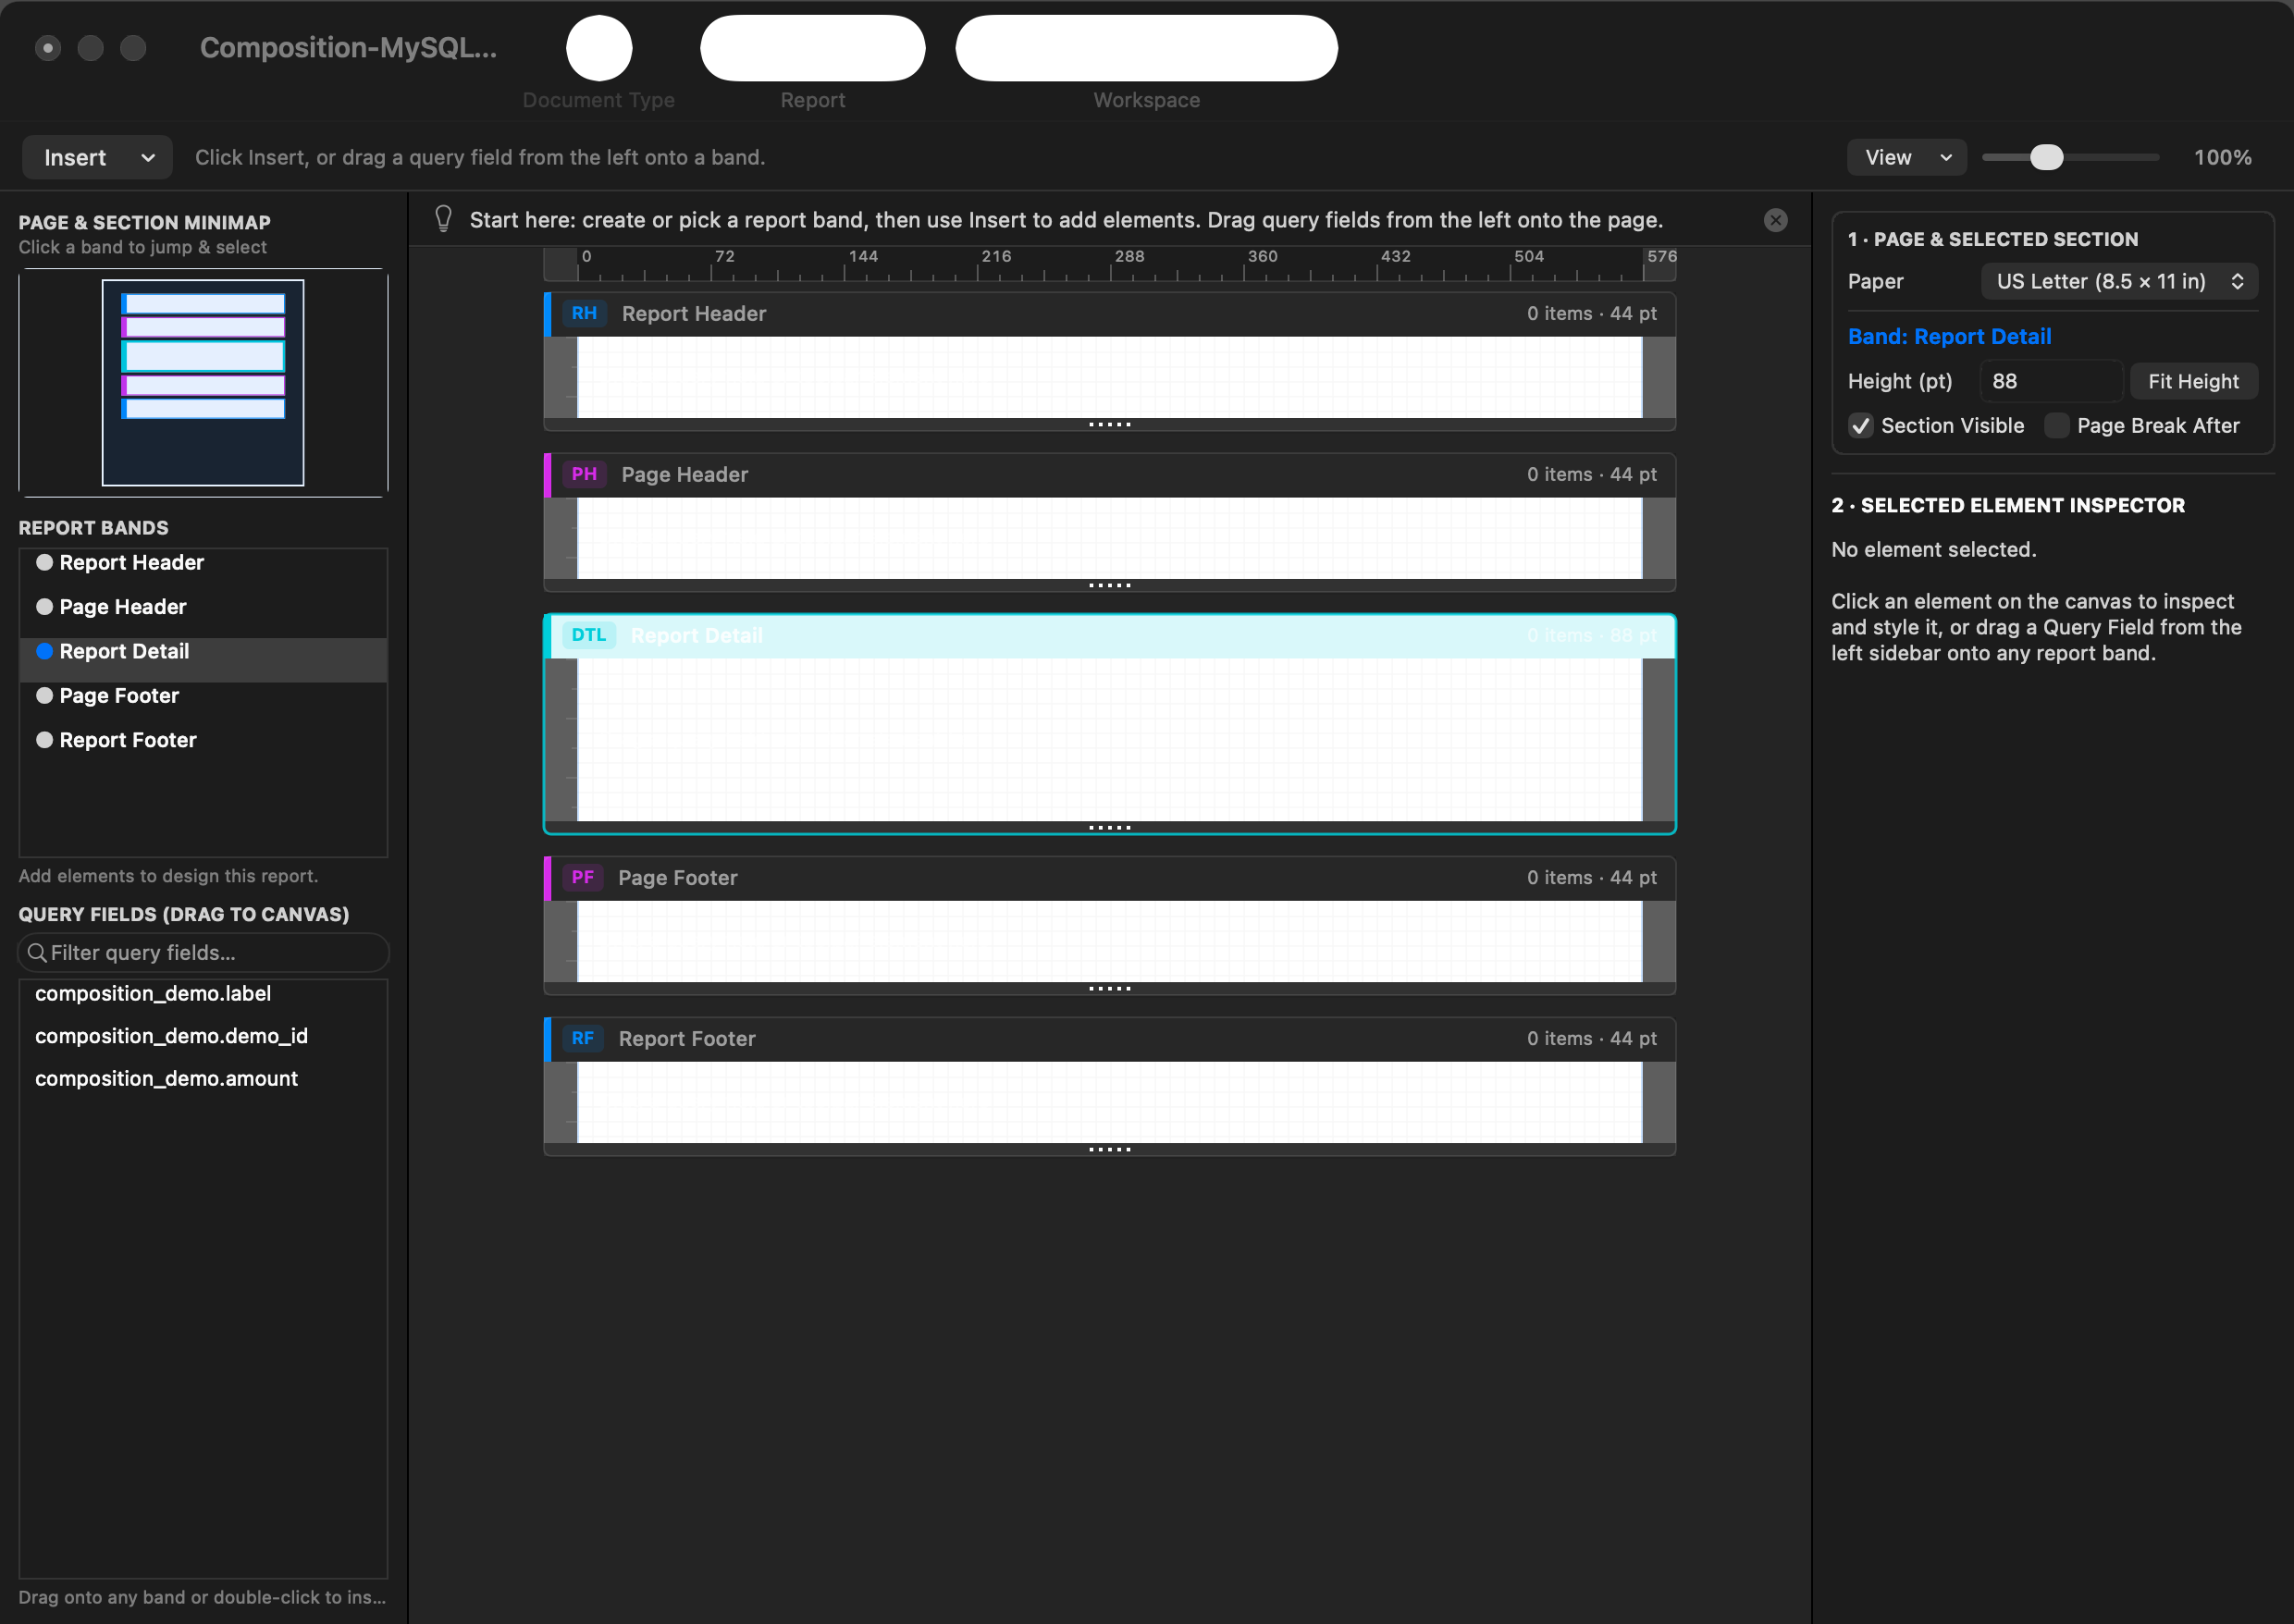 Composition-MySQL...
Document Type
Report
Workspace
Insert
Click Insert, or drag a query field from the left onto a band.
View
100%
PAGE & SECTION MINIMAP
Click a band to jump & select
REPORT BANDS
Report Header
Page Header
Report Detail
Page Footer
Report Footer
Add elements to design this report.
QUERY FIELDS (DRAG TO CANVAS)
Filter query fields...
composition_demo.label
composition_demo.demo_id
composition_demo.amount
Drag onto any band or double-click to ins...
Start here: create or pick a report band, then use Insert to add elements. Drag query fields from the left onto the page.
0 72 144 216 288 360 432 504 576
RH Report Header 0 items · 44 pt
PH Page Header 0 items · 44 pt
DTL Report Detail 0 items · 88 pt
PF Page Footer 0 items · 44 pt
RF Report Footer 0 items · 44 pt
1 · PAGE & SELECTED SECTION
Paper US Letter (8.5 × 11 in)
Band: Report Detail
Height (pt) 88 Fit Height
Section Visible Page Break After
2 · SELECTED ELEMENT INSPECTOR
No element selected.
Click an element on the canvas to inspect
and style it, or drag a Query Field from the
left sidebar onto any report band.